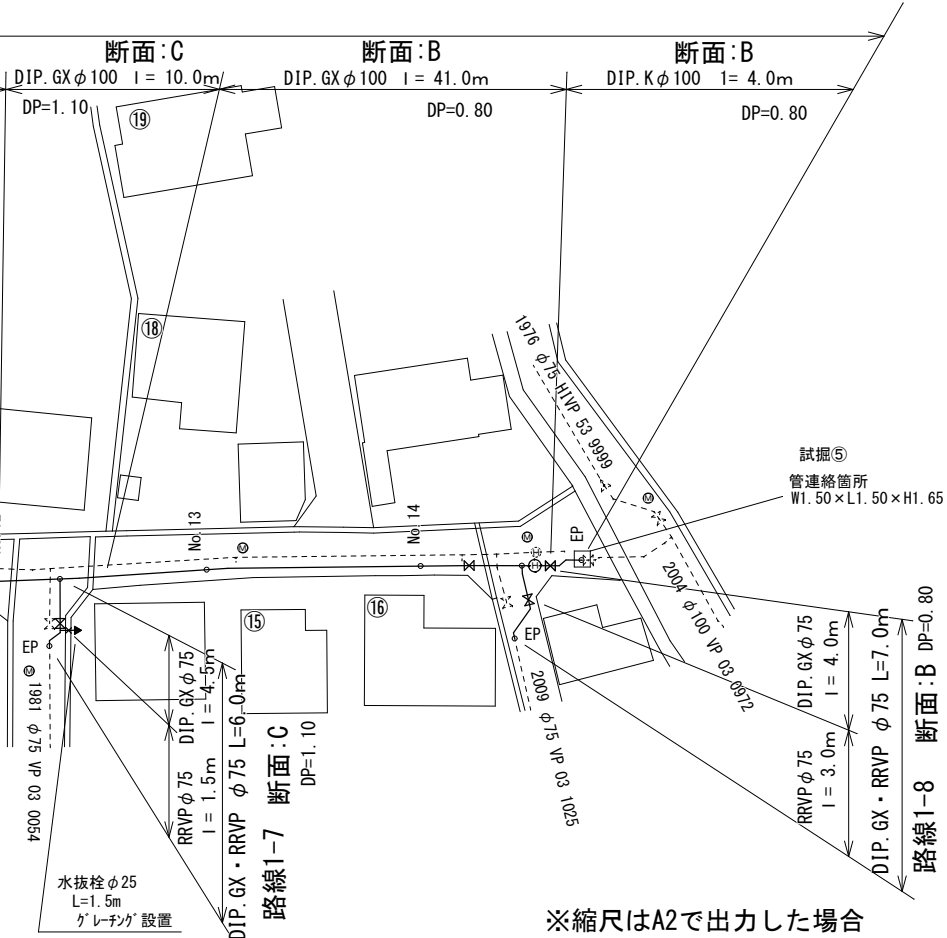 断面:C
断面:B
断面:B
DIP.GXφ100 l=10.0m
DIP.GXφ100 l=41.0m
DIP.Kφ100 l=4.0m
DP=1.10
DP=0.80
DP=0.80
⑲
⑱
1976 φ75 HIVP 53 9999
試掘⑤
管連絡箇所
W1.50×L1.50×H1.65
No.13
No.14
EP
Ⓜ
Ⓜ
Ⓜ
Ⓗ
Ⓗ
2004 φ100 VP 03 0972
⑮
⑯
EP
EP
Ⓜ
1981 φ75 VP 03 0054
2009 φ75 VP 03 1025
DIP.GXφ75
l=4.5m
RRVPφ75
l=1.5m
DIP.GX・RRVP φ75 L=6.0m
路線1-7 断面:C
DP=1.10
DIP.GXφ75
l=4.0m
RRVPφ75
l=3.0m
DIP.GX・RRVP φ75 L=7.0m
路線1-8 断面:B DP=0.80
水抜栓φ25
L=1.5m
グレーチング設置
※縮尺はA2で出力した場合